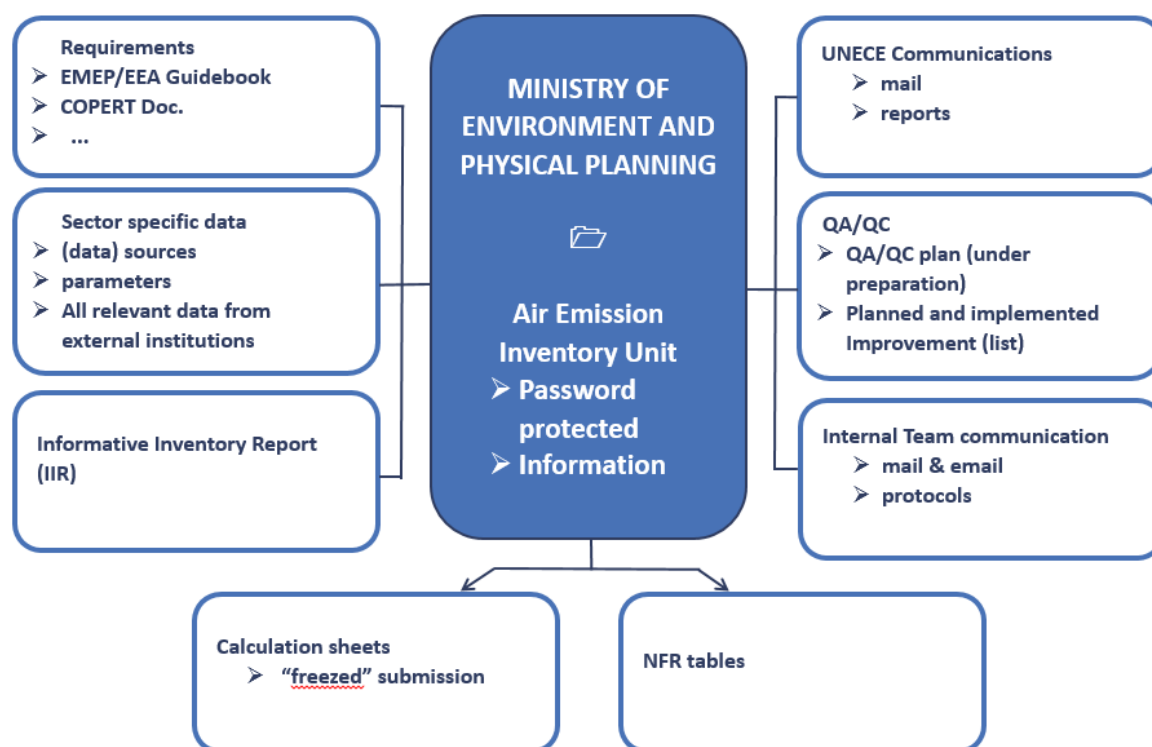 Requirements
➢ EMEP/EEA Guidebook
➢ COPERT Doc.
➢ ...
Sector specific data
➢ (data) sources
➢ parameters
➢ All relevant data from
external institutions
Informative Inventory Report
(IIR)
MINISTRY OF
ENVIRONMENT AND
PHYSICAL PLANNING
Air Emission
Inventory Unit
➢ Password
protected
➢ Information
UNECE Communications
➢ mail
➢ reports
QA/QC
➢ QA/QC plan (under
preparation)
➢ Planned and implemented
Improvement (list)
Internal Team communication
➢ mail & email
➢ protocols
Calculation sheets
➢ “freezed” submission
NFR tables